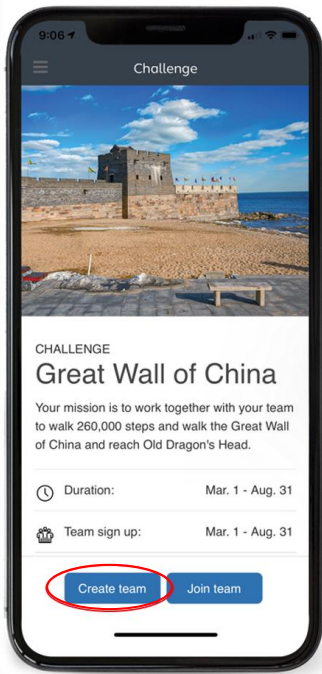 9:06
Challenge
CHALLENGE
Great Wall of China
Your mission is to work together with your team
to walk 260,000 steps and walk the Great Wall
of China and reach Old Dragon's Head.
Duration: Mar. 1 - Aug. 31
Team sign up: Mar. 1 - Aug. 31
Create team Join team